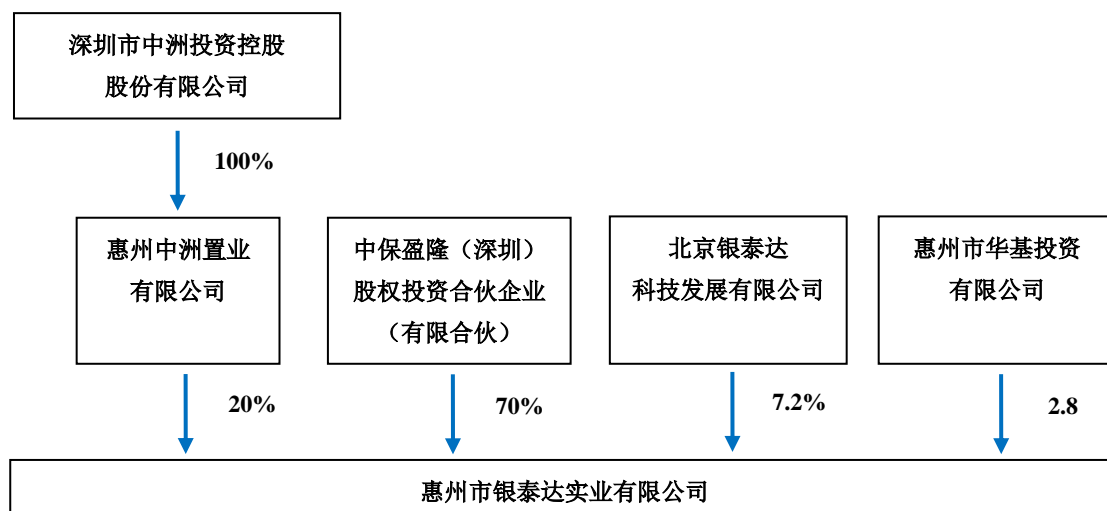 深圳市中洲投资控股
股份有限公司
100%
惠州中洲置业
有限公司
中保盈隆（深圳）
股权投资合伙企业
（有限合伙）
北京银泰达
科技发展有限公司
惠州市华基投资
有限公司
20%
70%
7.2%
2.8
惠州市银泰达实业有限公司